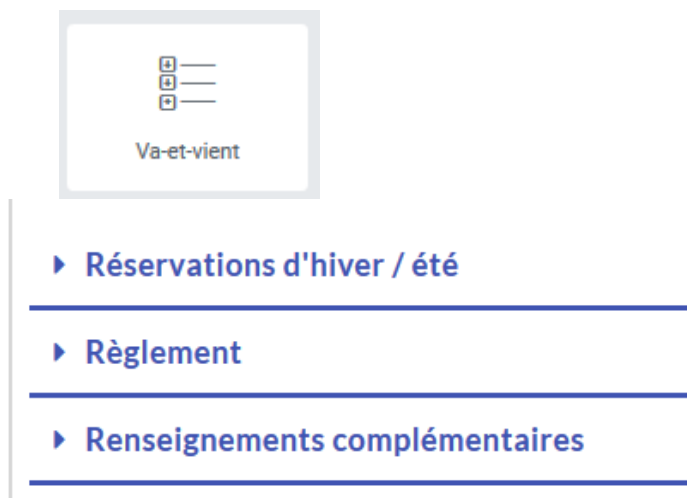 Va-et-vient
Réservations d'hiver / été
Règlement
Renseignements complémentaires